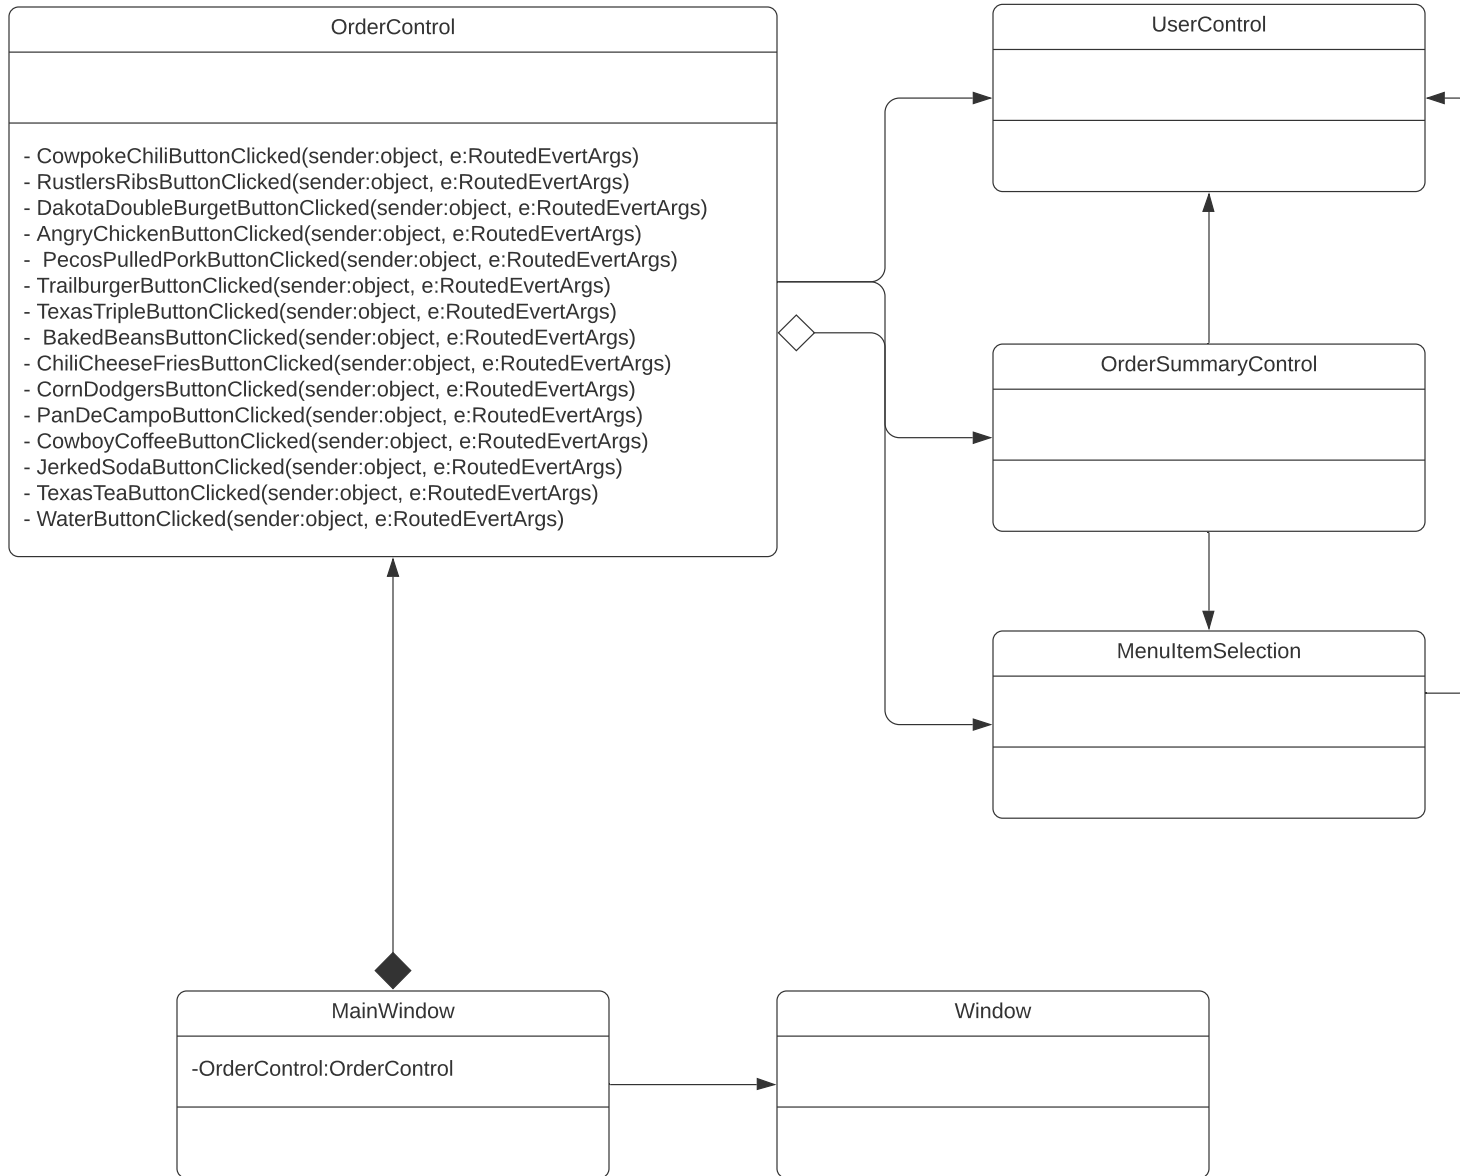 OrderControl
- CowpokeChiliButtonClicked(sender:object, e:RoutedEvertArgs)
- RustlersRibsButtonClicked(sender:object, e:RoutedEvertArgs)
- DakotaDoubleBurgetButtonClicked(sender:object, e:RoutedEvertArgs)
- AngryChickenButtonClicked(sender:object, e:RoutedEvertArgs)
-  PecosPulledPorkButtonClicked(sender:object, e:RoutedEvertArgs)
- TrailburgerButtonClicked(sender:object, e:RoutedEvertArgs)
- TexasTripleButtonClicked(sender:object, e:RoutedEvertArgs)
-  BakedBeansButtonClicked(sender:object, e:RoutedEvertArgs)
- ChiliCheeseFriesButtonClicked(sender:object, e:RoutedEvertArgs)
- CornDodgersButtonClicked(sender:object, e:RoutedEvertArgs)
- PanDeCampoButtonClicked(sender:object, e:RoutedEvertArgs)
- CowboyCoffeeButtonClicked(sender:object, e:RoutedEvertArgs)
- JerkedSodaButtonClicked(sender:object, e:RoutedEvertArgs)
- TexasTeaButtonClicked(sender:object, e:RoutedEvertArgs)
- WaterButtonClicked(sender:object, e:RoutedEvertArgs)
UserControl
OrderSummaryControl
MenuItemSelection
MainWindow
-OrderControl:OrderControl
Window